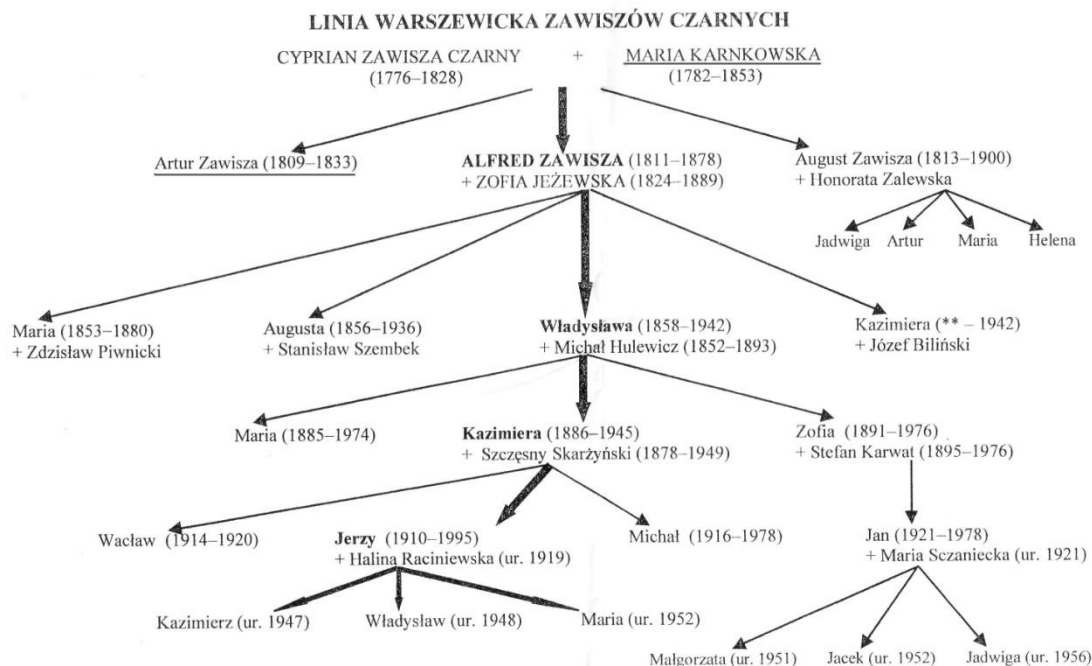 LINIA WARSZEWICKA ZAWISZÓW CZARNYCH
CYPRIAN ZAWISZA CZARNY + MARIA KARNKOWSKA
(1776–1828) (1782–1853)
Artur Zawisza (1809–1833)
ALFRED ZAWISZA (1811–1878)
+ ZOFIA JEŻEWSKA (1824–1889)
August Zawisza (1813–1900)
+ Honorata Zalewska
Jadwiga Artur Maria Helena
Maria (1853–1880)
+ Zdzisław Piwnicki
Augusta (1856–1936)
+ Stanisław Szembek
Władysława (1858–1942)
+ Michał Hulewicz (1852–1893)
Kazimiera (** – 1942)
+ Józef Biliński
Maria (1885–1974)
Kazimiera (1886–1945)
+ Szczęsny Skarżyński (1878–1949)
Zofia (1891–1976)
+ Stefan Karwat (1895–1976)
Wacław (1914–1920)
Jerzy (1910–1995)
+ Halina Raciniewska (ur. 1919)
Michał (1916–1978)
Jan (1921–1978)
+ Maria Sczaniecka (ur. 1921)
Kazimierz (ur. 1947)
Władysław (ur. 1948)
Maria (ur. 1952)
Małgorzata (ur. 1951)
Jacek (ur. 1952)
Jadwiga (ur. 1956)